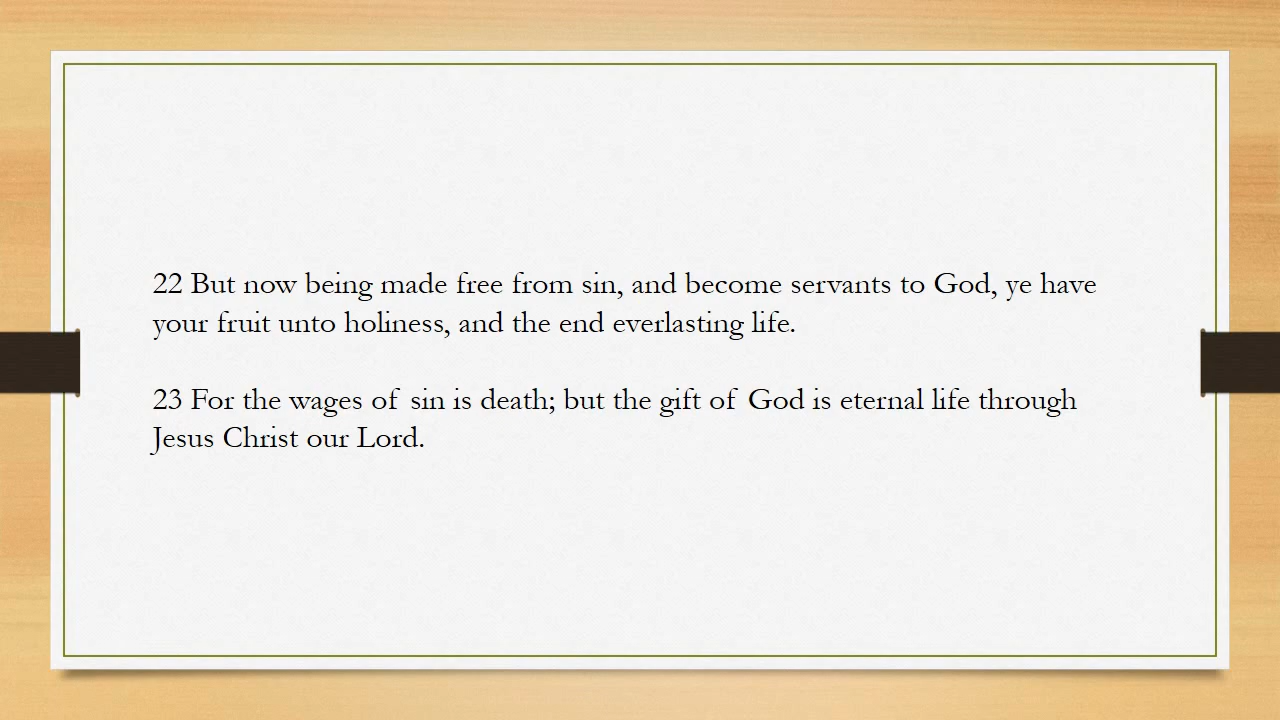 22 But now being made free from sin, and become servants to God, ye have
your fruit unto holiness, and the end everlasting life.
23 For the wages of sin is death; but the gift of God is eternal life through
Jesus Christ our Lord.